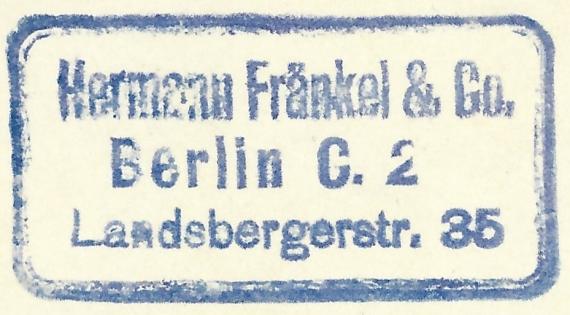 Hermann Fränkel & Co.
Berlin C. 2
Landsbergerstr. 35